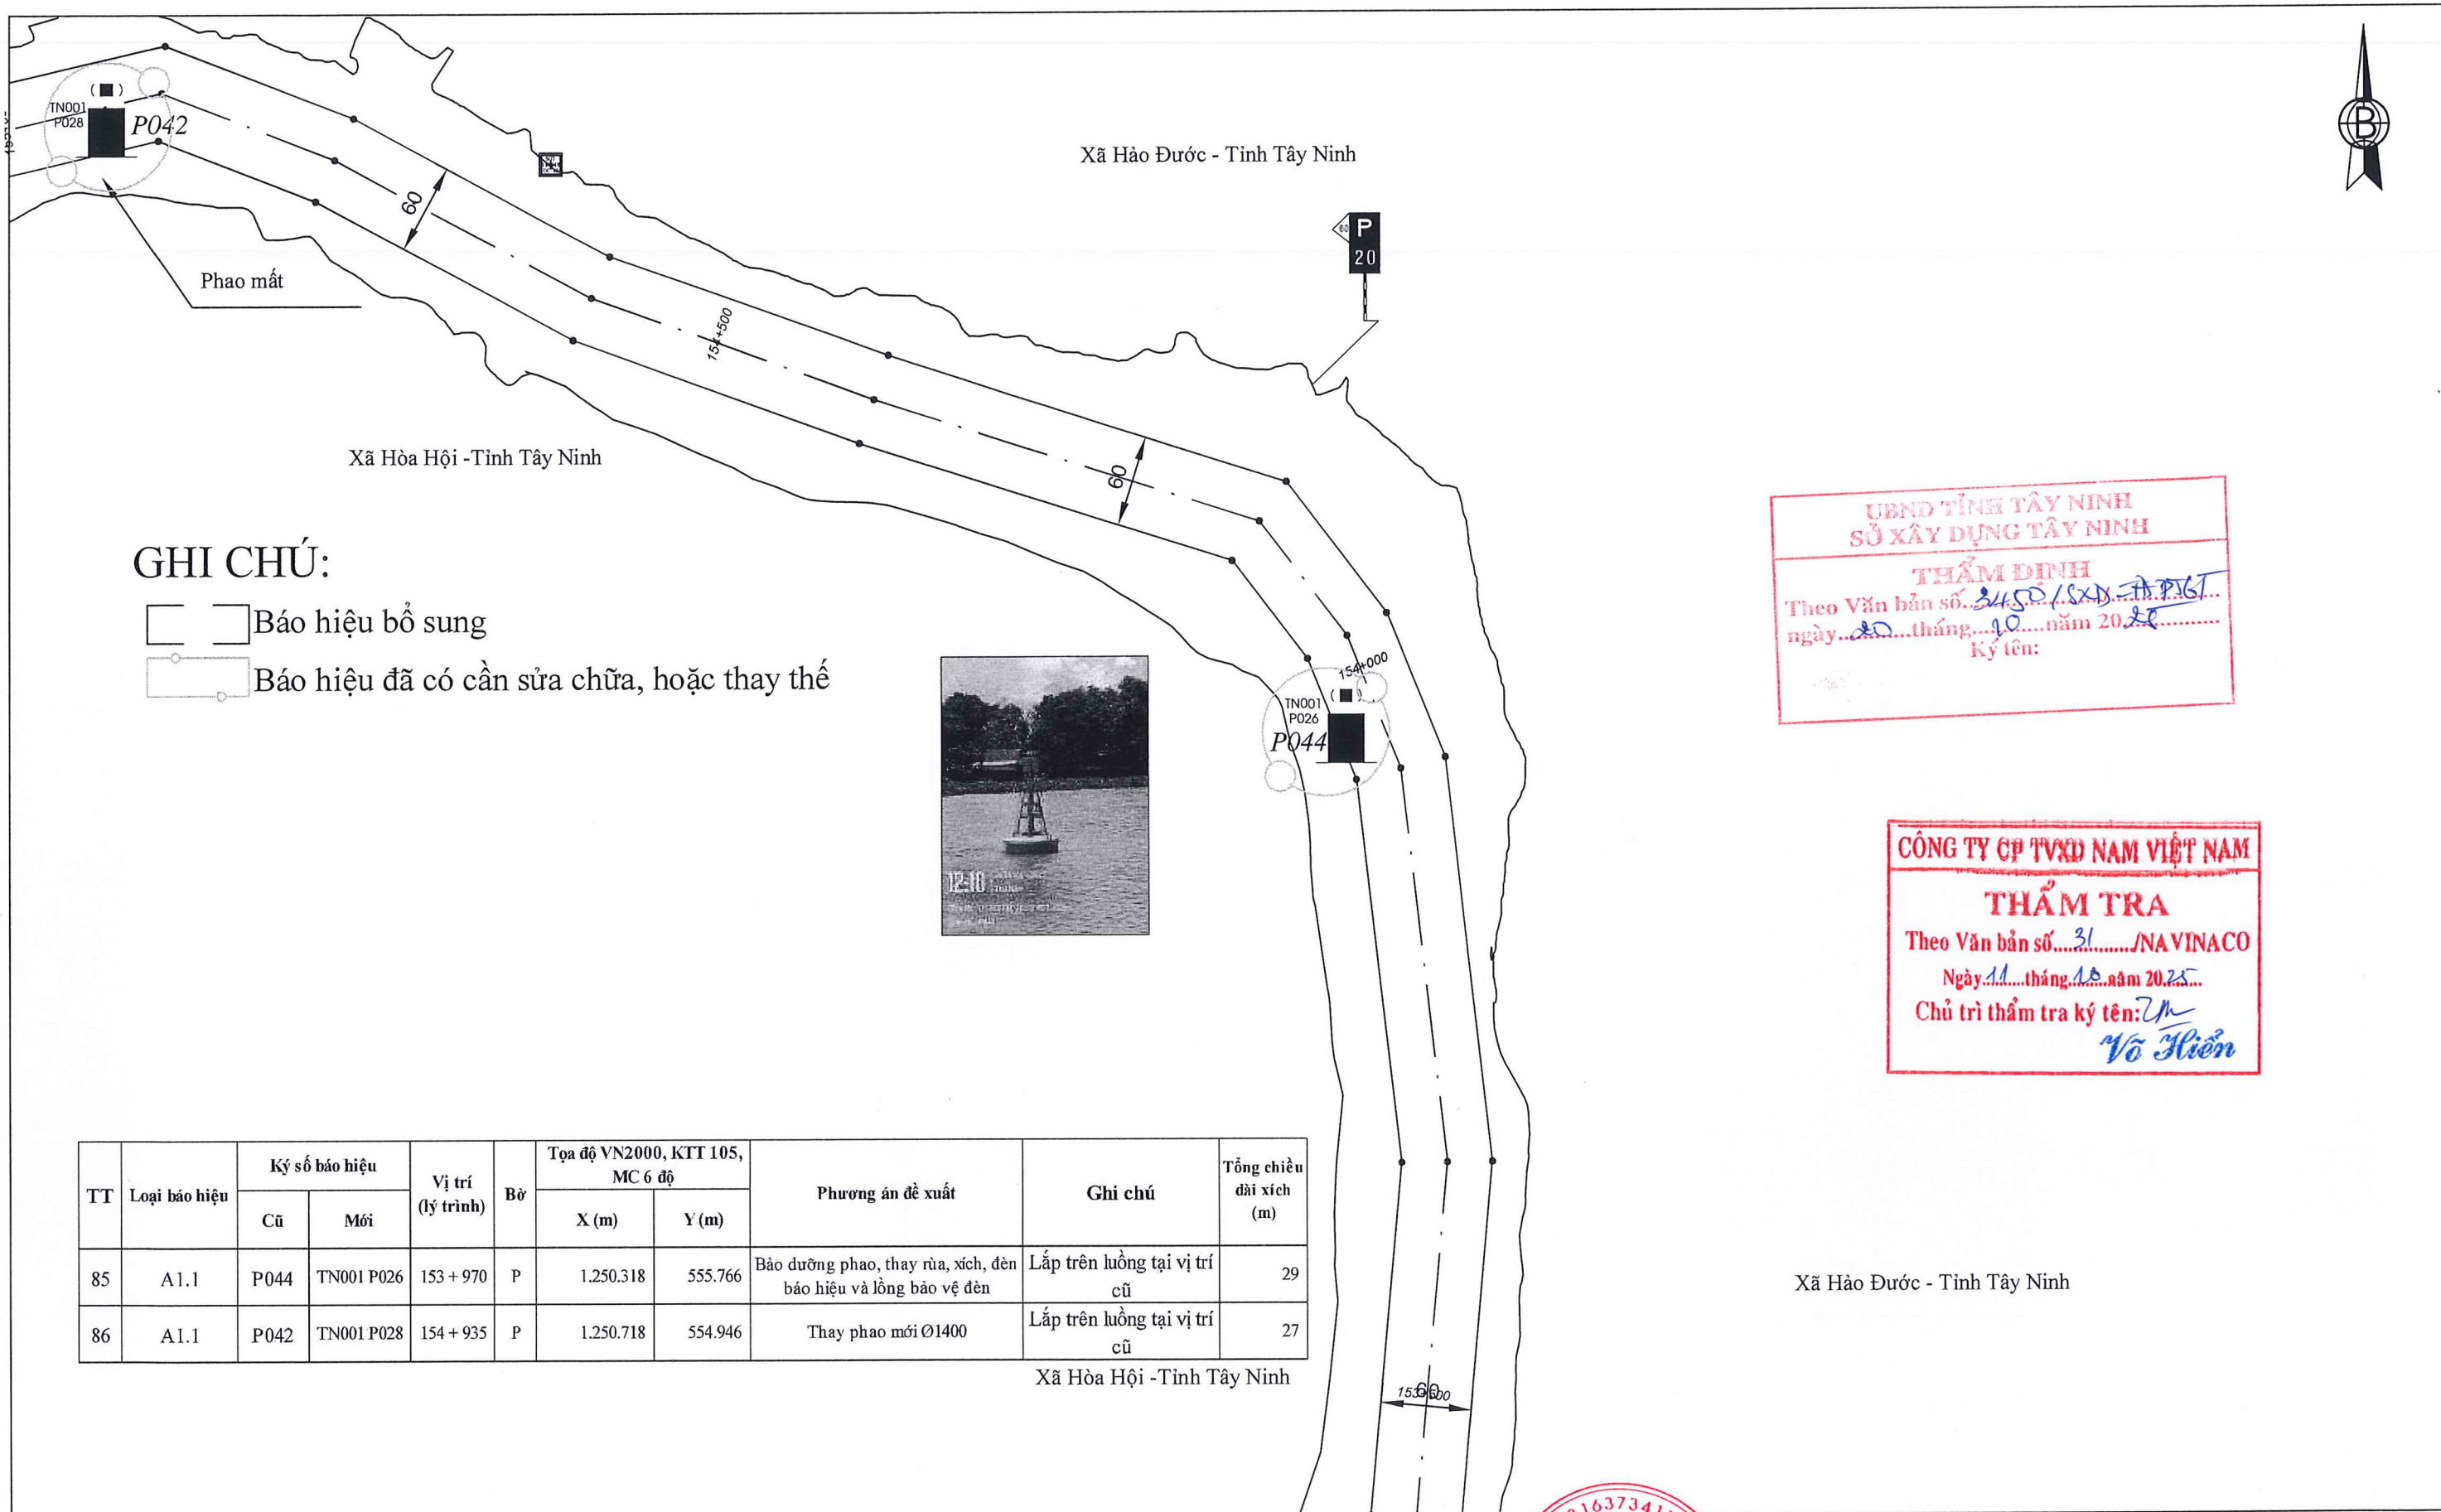 TN001
P028
P042
Phao mất
60
154+500
Xã Hảo Đước - Tỉnh Tây Ninh
60
P
20
B
Xã Hòa Hội -Tỉnh Tây Ninh
60
GHI CHÚ:
Báo hiệu bổ sung
Báo hiệu đã có cần sửa chữa, hoặc thay thế
12:10
154+000
TN001
P026
P044
UBND TỈNH TÂY NINH
SỞ XÂY DỰNG TÂY NINH
THẨM ĐỊNH
Theo Văn bản số 3450/SXD-
ngày 20 tháng 10 năm 2025
Ký tên:
CÔNG TY CP TVXD NAM VIỆT NAM
THẨM TRA
Theo Văn bản số 31 /NAVINACO
Ngày 11 tháng 10 năm 2025
Chủ trì thẩm tra ký tên:
Võ Hiển
TT Loại báo hiệu Ký số báo hiệu Vị trí (lý trình) Bờ Tọa độ VN2000, KTT 105, MC 6 độ Phương án đề xuất Ghi chú Tổng chiều dài xích (m)
Cũ Mới X (m) Y (m)
85 A1.1 P044 TN001 P026 153 + 970 P 1.250.318 555.766 Bảo dưỡng phao, thay rùa, xích, đèn báo hiệu và lồng bảo vệ đèn Lắp trên luồng tại vị trí cũ 29
86 A1.1 P042 TN001 P028 154 + 935 P 1.250.718 554.946 Thay phao mới Ø1400 Lắp trên luồng tại vị trí cũ 27
Xã Hòa Hội -Tỉnh Tây Ninh
Xã Hảo Đước - Tỉnh Tây Ninh
153+500
60